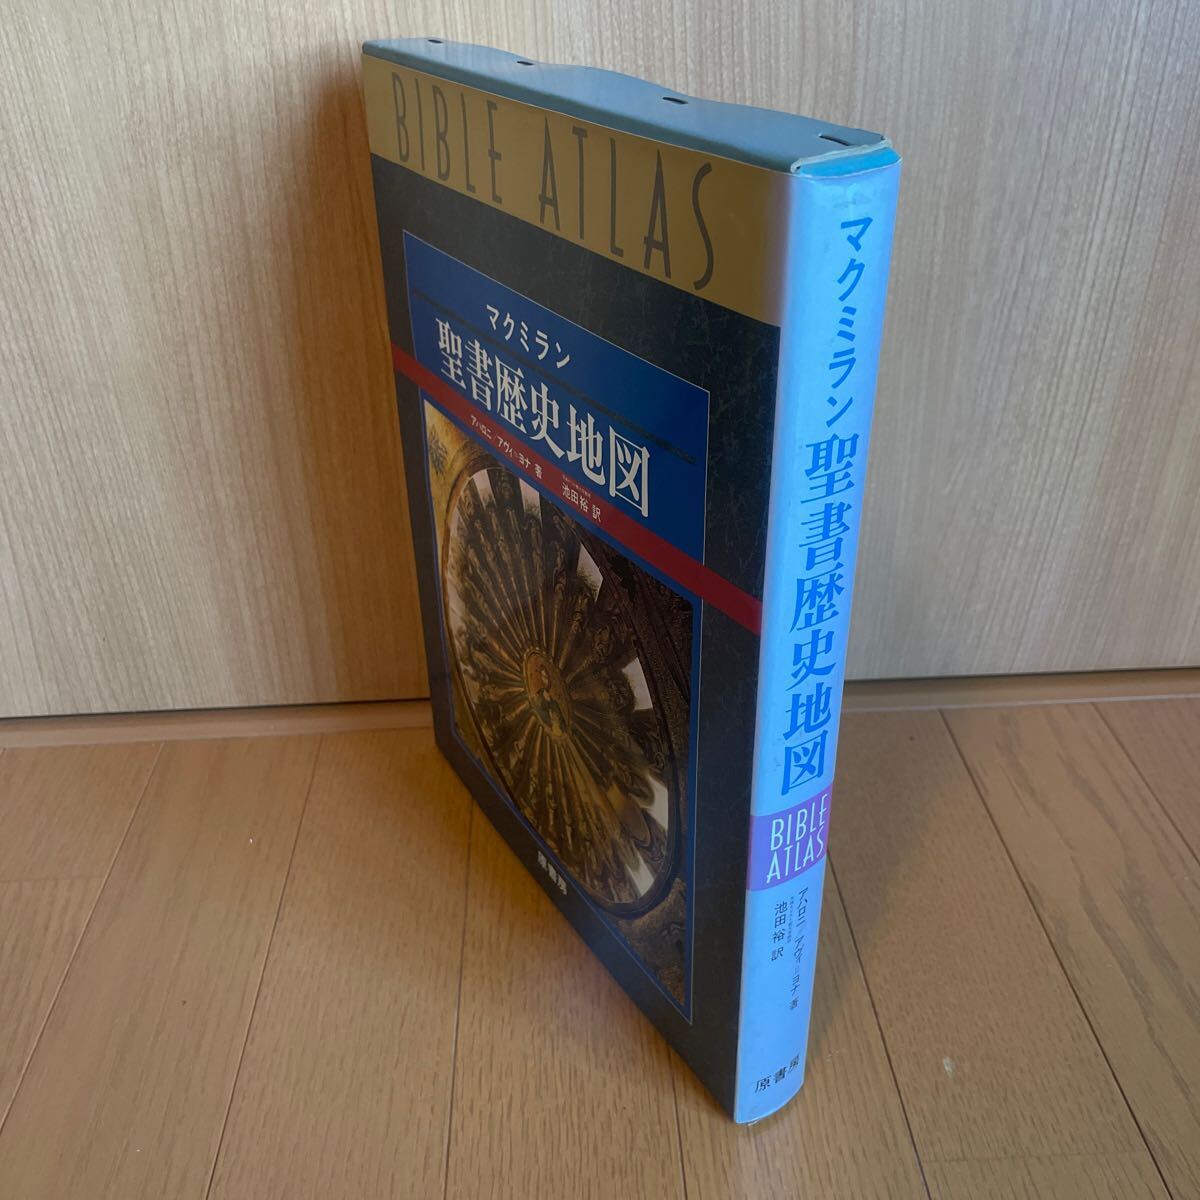 BIBLE ATLAS
マクミラン
聖書歴史地図
アハロニ/アヴィ=ヨナ 著
池田裕 訳
原書房
マクミラン 聖書歴史地図
BIBLE
ATLAS
アハロニ/アヴィ=ヨナ 著
池田裕 訳
原書房